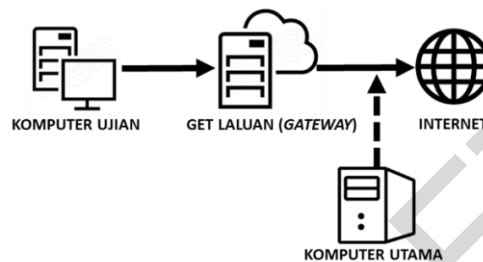 KOMPUTER UJIAN
GET LALUAN (GATEWAY)
INTERNET
KOMPUTER UTAMA